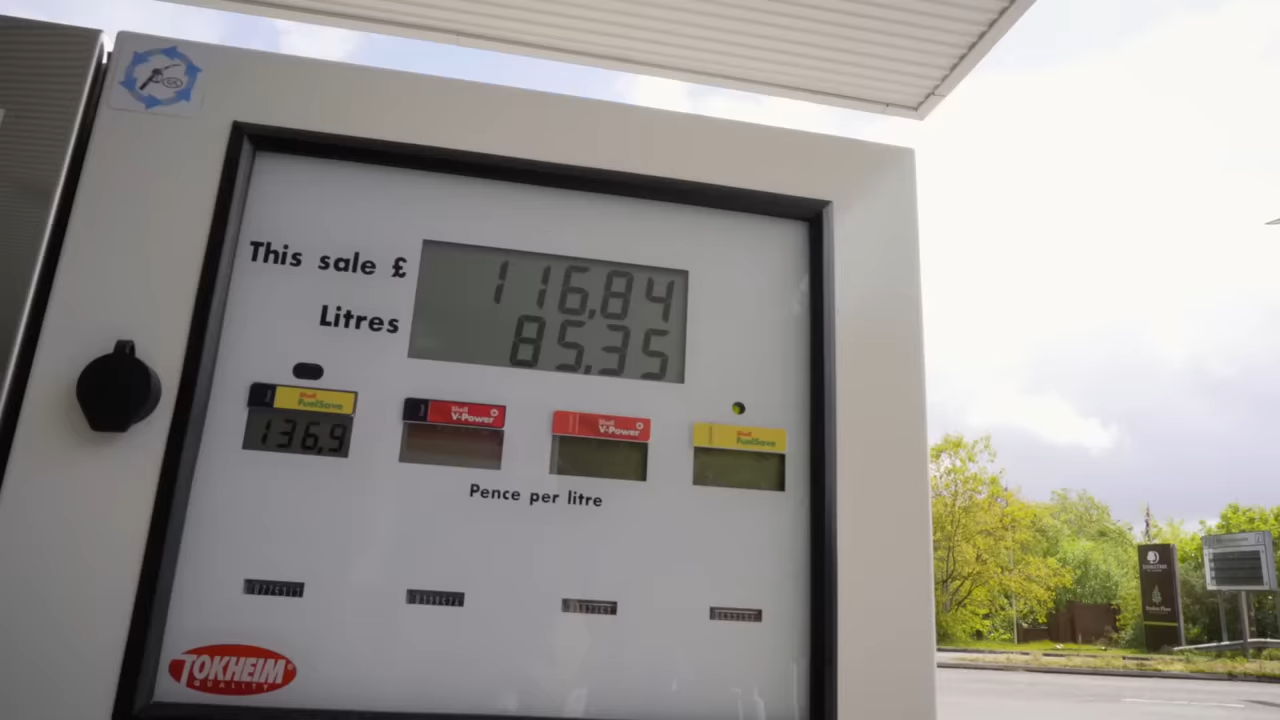 This sale £ 116,84
Litres 85,35
Shell FuelSave
Shell V-Power
Shell V-Power
Shell FuelSave
136,9
Pence per litre
TOKHEIM
QUALITY
DOUBLETREE